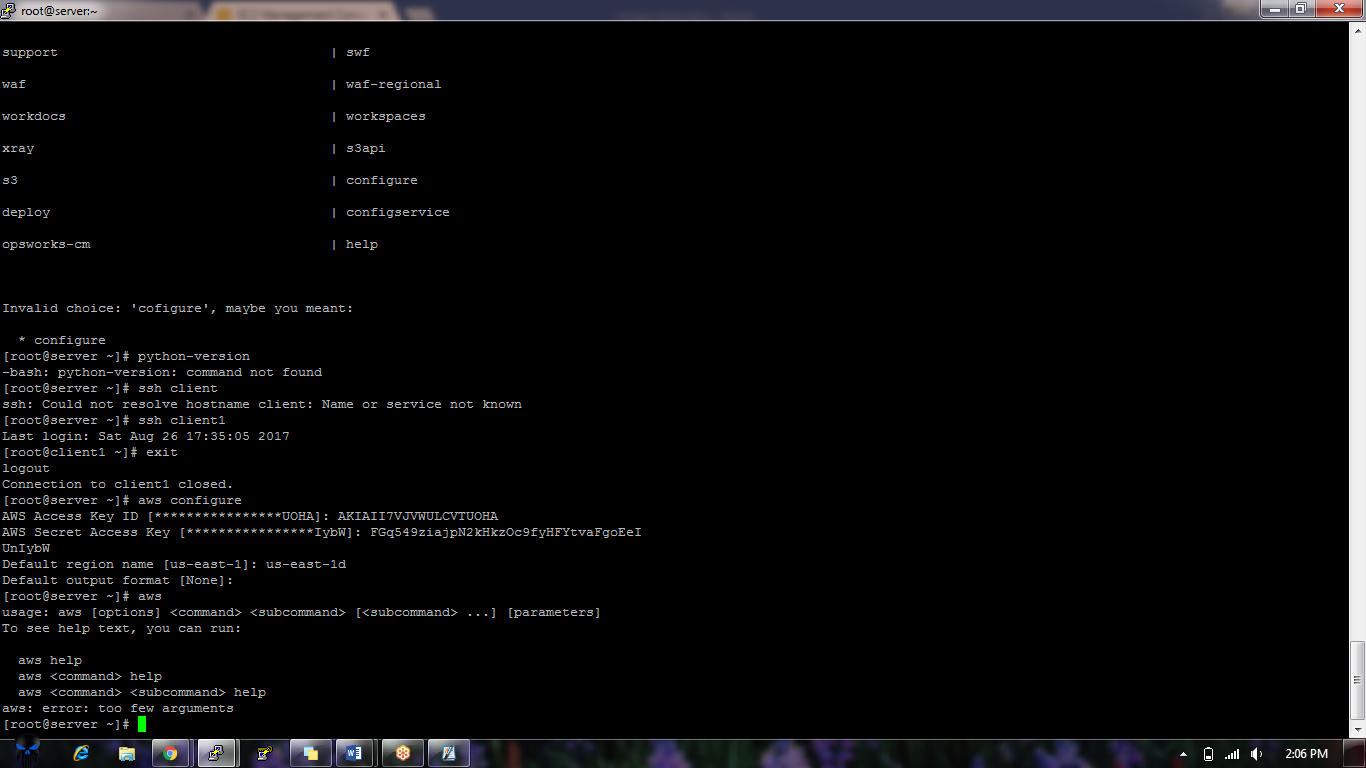 root@server:~
support | swf
waf | waf-regional
workdocs | workspaces
xray | s3api
s3 | configure
deploy | configservice
opsworks-cm | help
Invalid choice: 'cofigure', maybe you meant:
* configure
[root@server ~]# python-version
-bash: python-version: command not found
[root@server ~]# ssh client
ssh: Could not resolve hostname client: Name or service not known
[root@server ~]# ssh client1
Last login: Sat Aug 26 17:35:05 2017
[root@client1 ~]# exit
logout
Connection to client1 closed.
[root@server ~]# aws configure
AWS Access Key ID [****************UOHA]: AKIAII7VJVWULCVTUOHA
AWS Secret Access Key [****************IybW]: FGq549ziajpN2kHkzOc9fyHFYtvaFgoEeI
UnIybW
Default region name [us-east-1]: us-east-1d
Default output format [None]:
[root@server ~]# aws
usage: aws [options] <command> <subcommand> [<subcommand> ...] [parameters]
To see help text, you can run:
aws help
aws <command> help
aws <command> <subcommand> help
aws: error: too few arguments
[root@server ~]#
2:06 PM